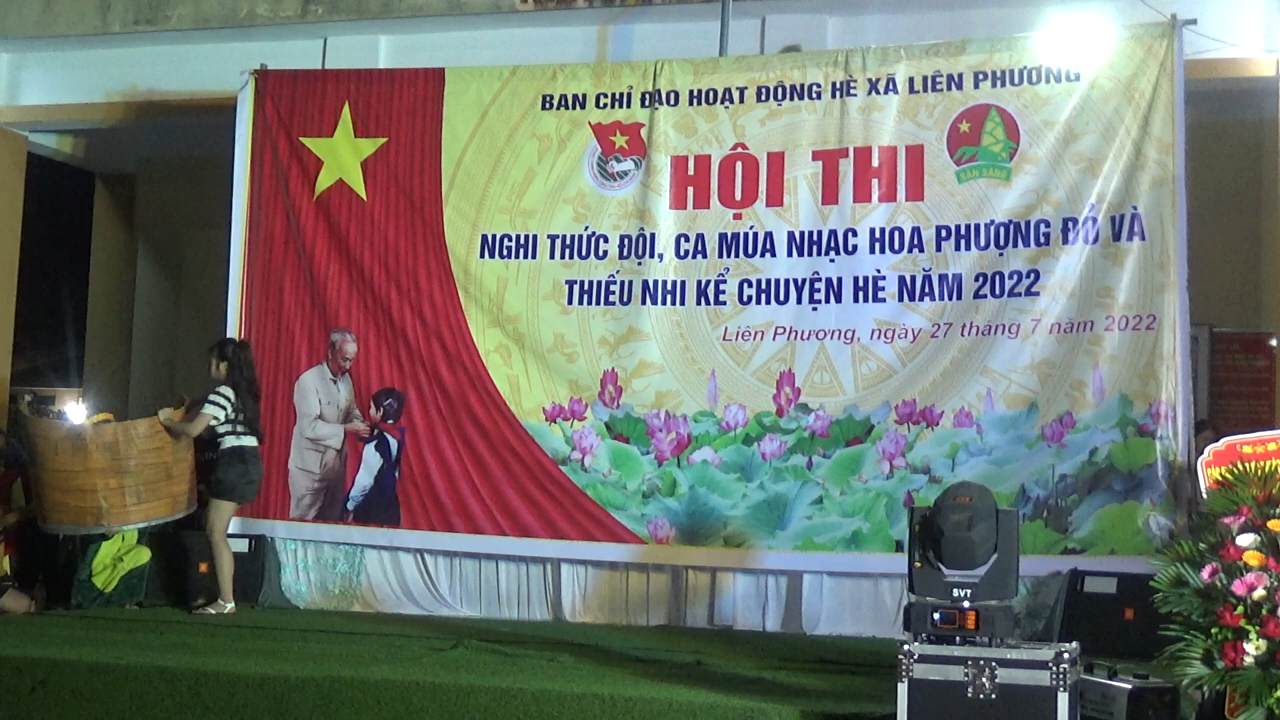 BAN CHỈ ĐẠO HOẠT ĐỘNG HÈ XÃ LIÊN PHƯƠNG
SẴN SÀNG
HỘI THI
NGHI THỨC ĐỘI, CA MÚA NHẠC HOA PHƯỢNG ĐỎ VÀ
THIẾU NHI KỂ CHUYỆN HÈ NĂM 2022
Liên Phương, ngày 27 tháng 7 năm 2022
SVT